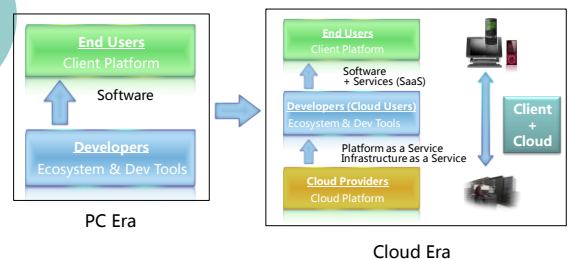 End Users
Client Platform
Software
Developers
Ecosystem & Dev Tools
PC Era
End Users
Client Platform
Software
+ Services (SaaS)
Developers (Cloud Users)
Ecosystem & Dev Tools
Platform as a Service
Infrastructure as a Service
Cloud Providers
Cloud Platform
Client
+
Cloud
Cloud Era